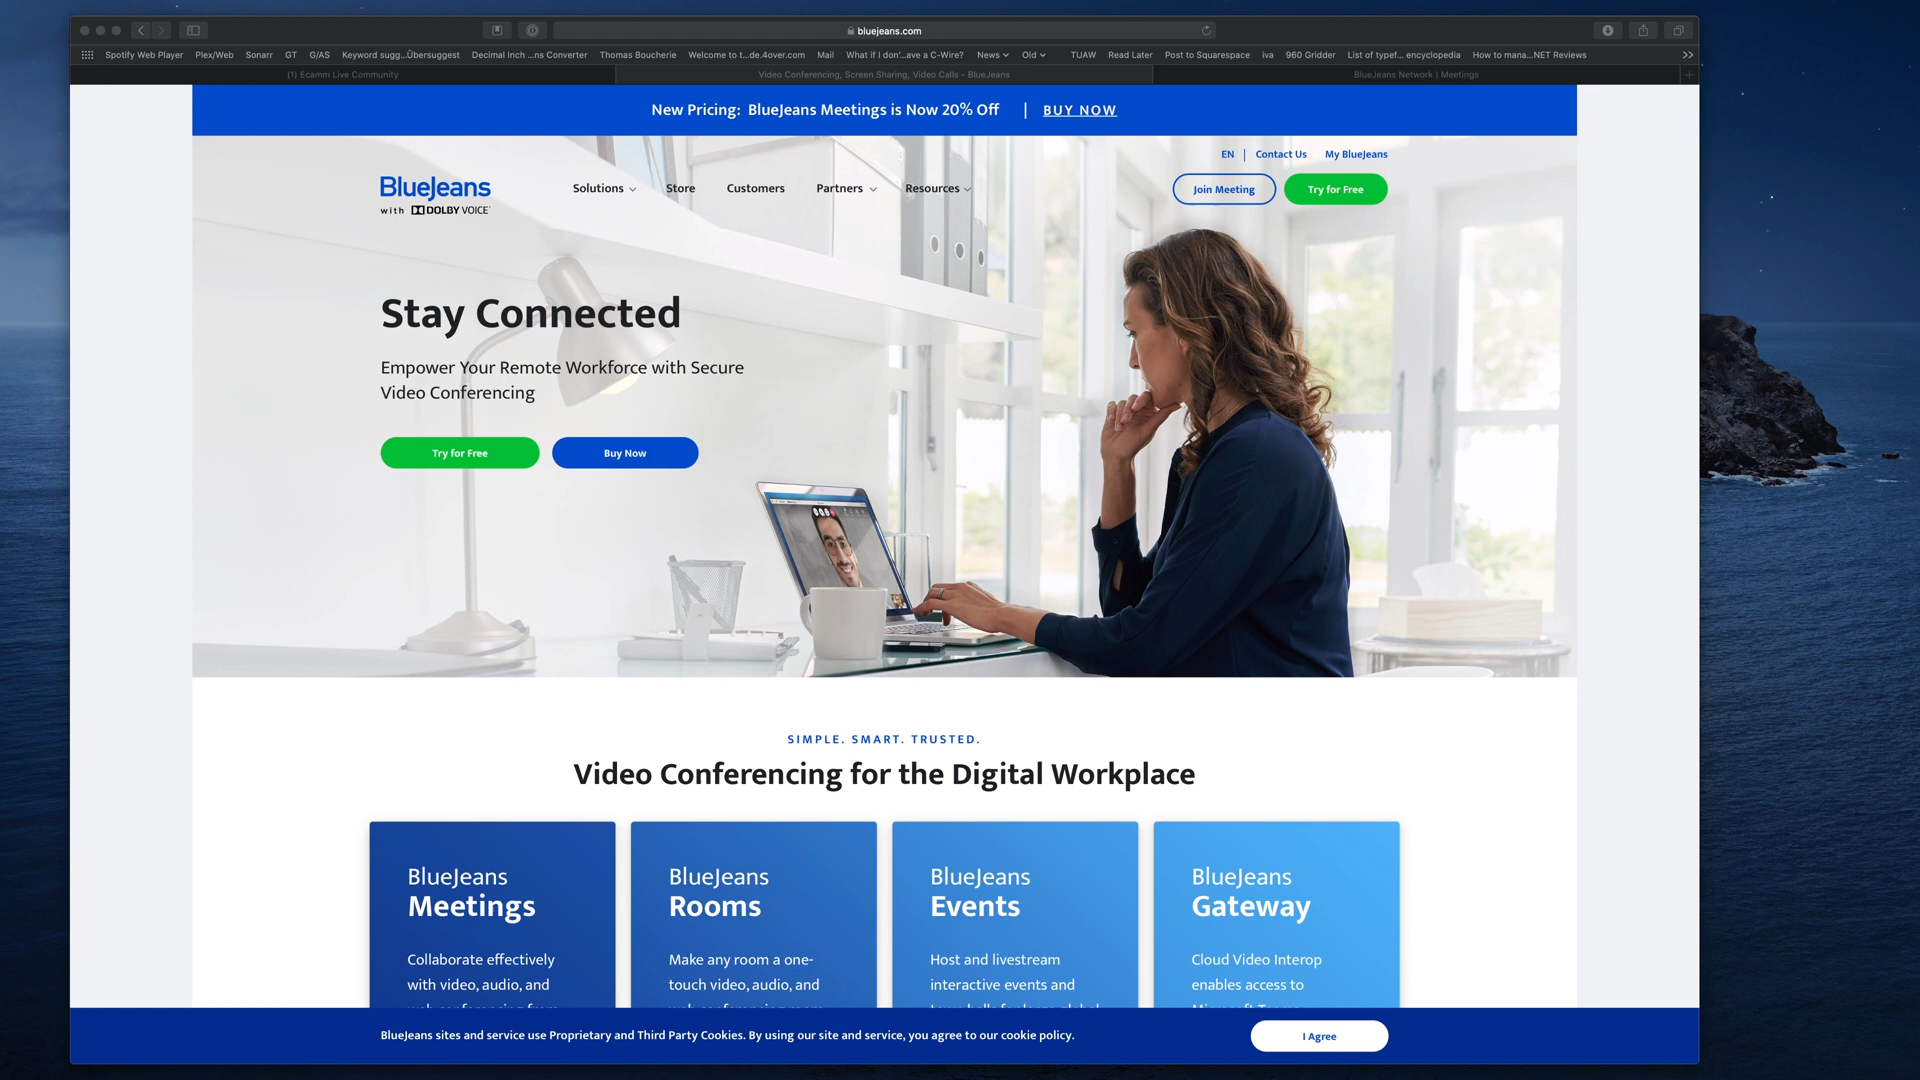 bluejeans.com
Spotify Web Player Plex/Web Sonarr GT G/AS Keyword sugg...Übersuggest Decimal Inch ...ns Converter Thomas Boucherie Welcome to t...de.4over.com Mail What if I don'...ave a C-Wire? News Old TUAW Read Later Post to Squarespace iva 960 Gridder List of typef... encyclopedia How to mana...NET Reviews
(1) Ecamm Live Community Video Conferencing, Screen Sharing, Video Calls - BlueJeans BlueJeans Network | Meetings
New Pricing: BlueJeans Meetings is Now 20% Off | BUY NOW
EN | Contact Us My BlueJeans
BlueJeans
with DOLBY VOICE
Solutions Store Customers Partners Resources
Join Meeting Try for Free
Stay Connected
Empower Your Remote Workforce with Secure
Video Conferencing
Try for Free Buy Now
SIMPLE. SMART. TRUSTED.
Video Conferencing for the Digital Workplace
BlueJeans
Meetings
Collaborate effectively
with video, audio, and
BlueJeans
Rooms
Make any room a one-
touch video, audio, and
BlueJeans
Events
Host and livestream
interactive events and
BlueJeans
Gateway
Cloud Video Interop
enables access to
BlueJeans sites and service use Proprietary and Third Party Cookies. By using our site and service, you agree to our cookie policy.
I Agree